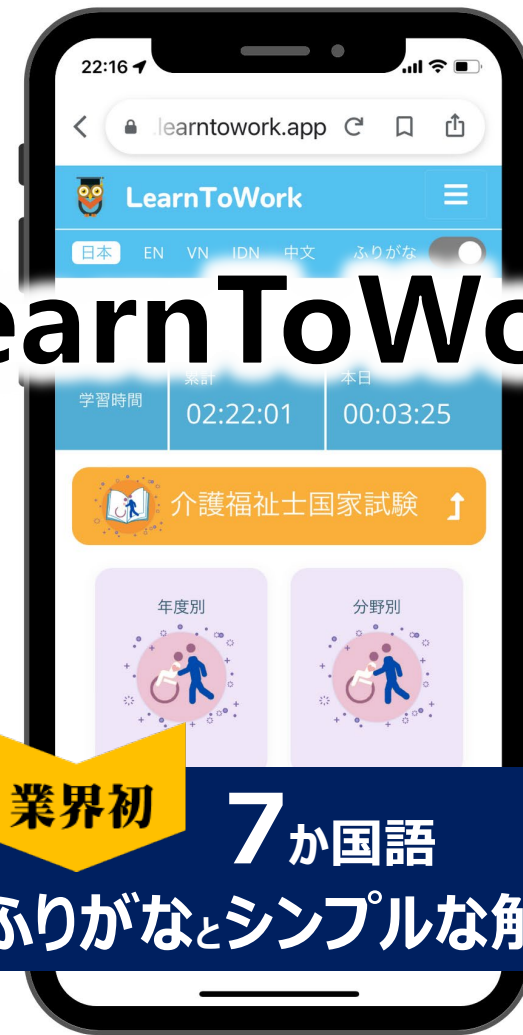 22:16
learntowork.app
LearnToWork
日本 EN VN IDN 中文 ふりがな
earnToWo
学習時間
累計
02:22:01
本日
00:03:25
介護福祉士国家試験
年度別
分野別
業界初
7か国語
ふりがなとシンプルな解